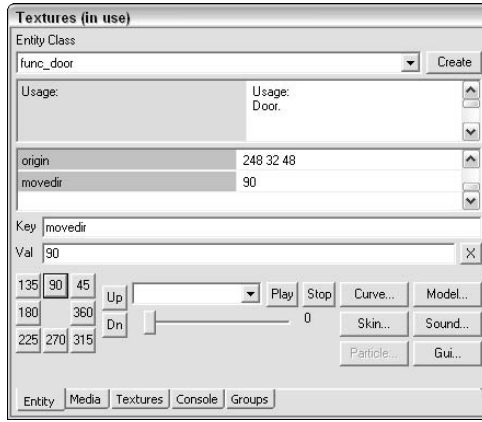 Textures (in use)
Entity Class
func_door Create
Usage: Usage:
Door.
origin 248 32 48
movedir 90
Key movedir
Val 90 X
135 90 45 Up Play Stop Curve... Model...
180 360 Dn 0 Skin... Sound...
225 270 315 Particle... Gui...
Entity Media Textures Console Groups